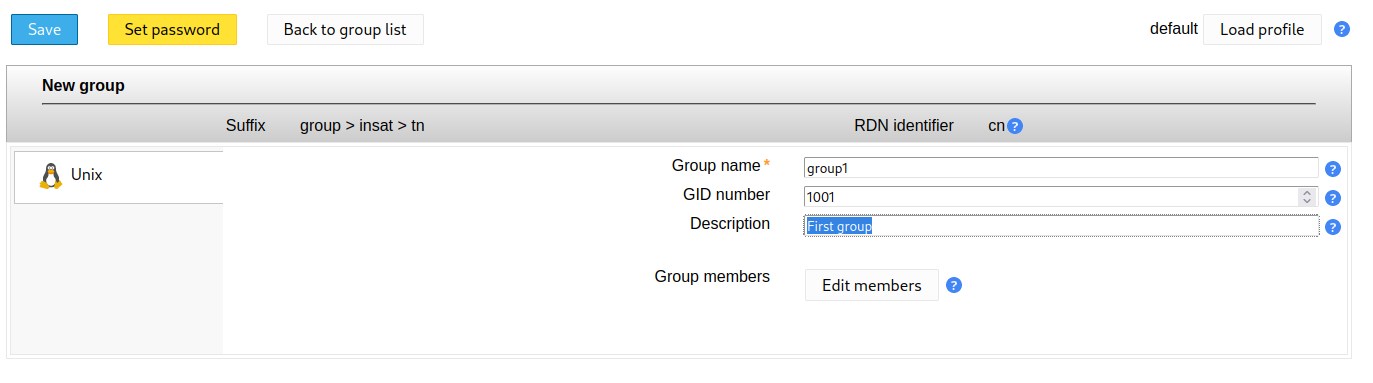 Save Set password Back to group list default Load profile ?
New group
Suffix group > insat > tn RDN identifier cn ?
Unix
Group name * group1 ?
GID number 1001 ?
Description First group ?
Group members Edit members ?